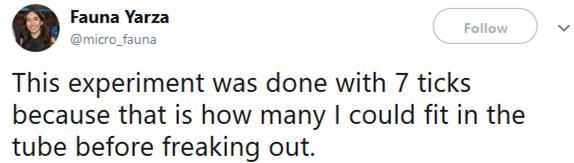 Fauna Yarza
@micro_fauna
Follow
This experiment was done with 7 ticks
because that is how many I could fit in the
tube before freaking out.